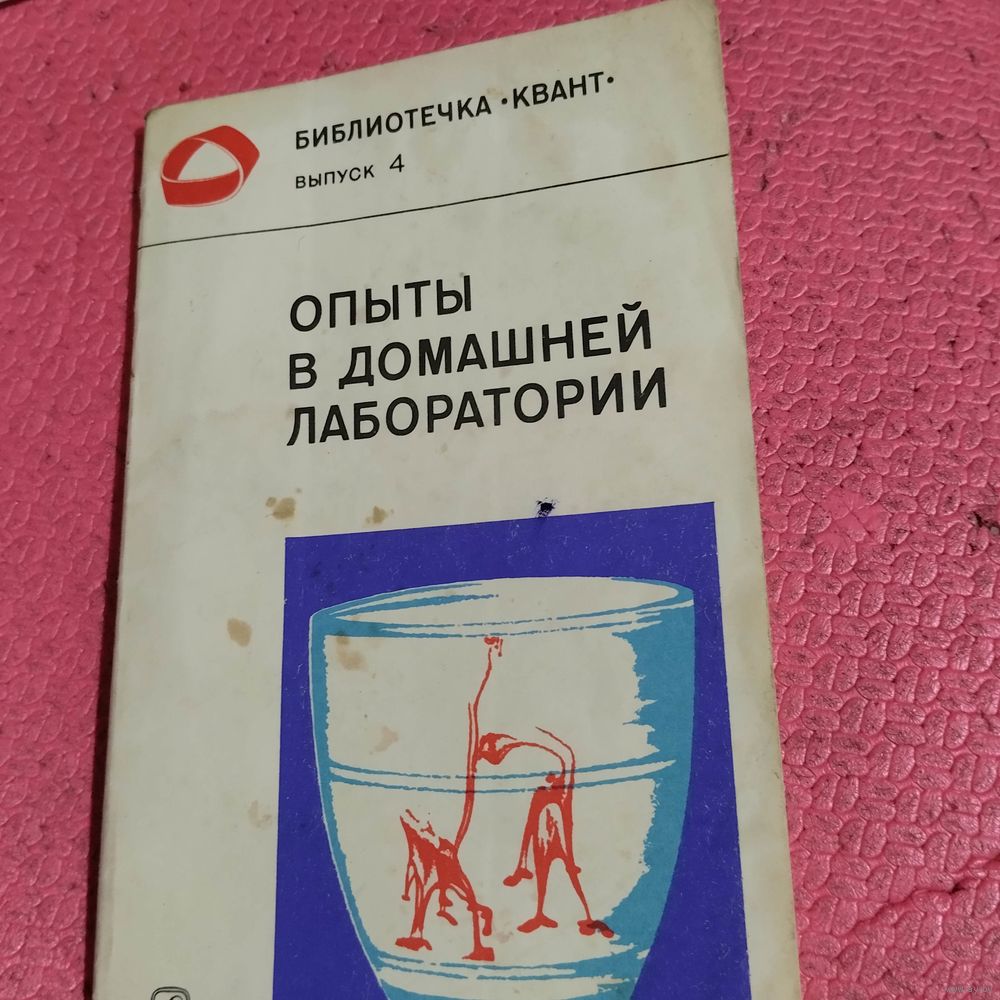 БИБЛИОТЕЧКА •КВАНТ•
ВЫПУСК 4
ОПЫТЫ
В ДОМАШНЕЙ
ЛАБОРАТОРИИ